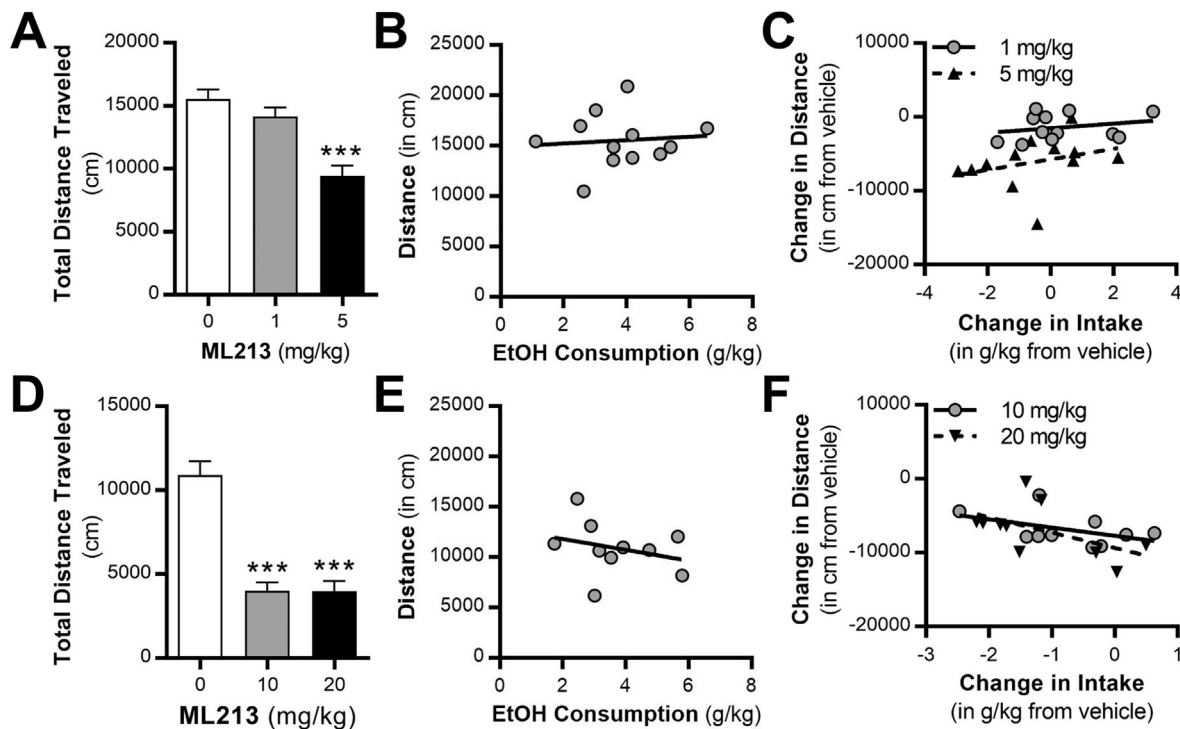 A
Total Distance Traveled
(cm)
20000
15000
10000
5000
0
***
0 1 5
ML213 (mg/kg)
B
Distance (in cm)
25000
20000
15000
10000
5000
0
0 2 4 6 8
EtOH Consumption (g/kg)
C
Change in Distance
(in cm from vehicle)
10000
0
-10000
-20000
1 mg/kg
5 mg/kg
-4 -2 0 2 4
Change in Intake
(in g/kg from vehicle)
D
Total Distance Traveled
(cm)
15000
10000
5000
0
*** ***
0 10 20
ML213 (mg/kg)
E
Distance (in cm)
25000
20000
15000
10000
5000
0
0 2 4 6 8
EtOH Consumption (g/kg)
F
Change in Distance
(in cm from vehicle)
10000
0
-10000
-20000
10 mg/kg
20 mg/kg
-3 -2 -1 0 1
Change in Intake
(in g/kg from vehicle)